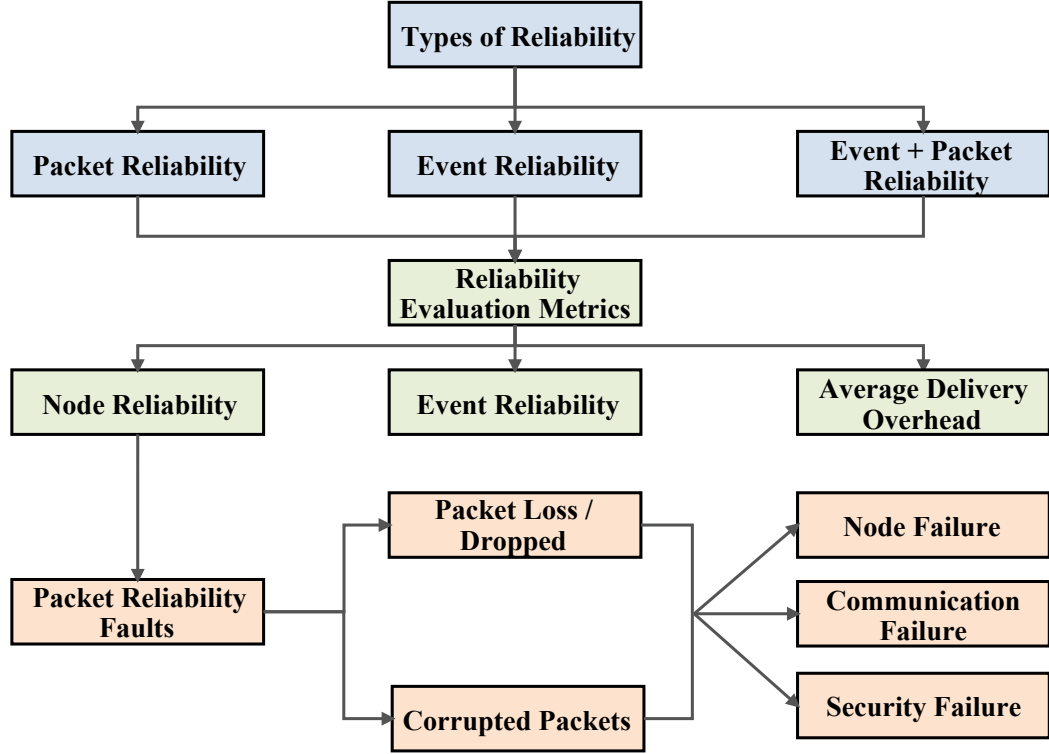 Types of Reliability
Packet Reliability
Event Reliability
Event + Packet
Reliability
Reliability
Evaluation Metrics
Node Reliability
Event Reliability
Average Delivery
Overhead
Packet Loss /
Dropped
Node Failure
Packet Reliability
Faults
Communication
Failure
Corrupted Packets
Security Failure